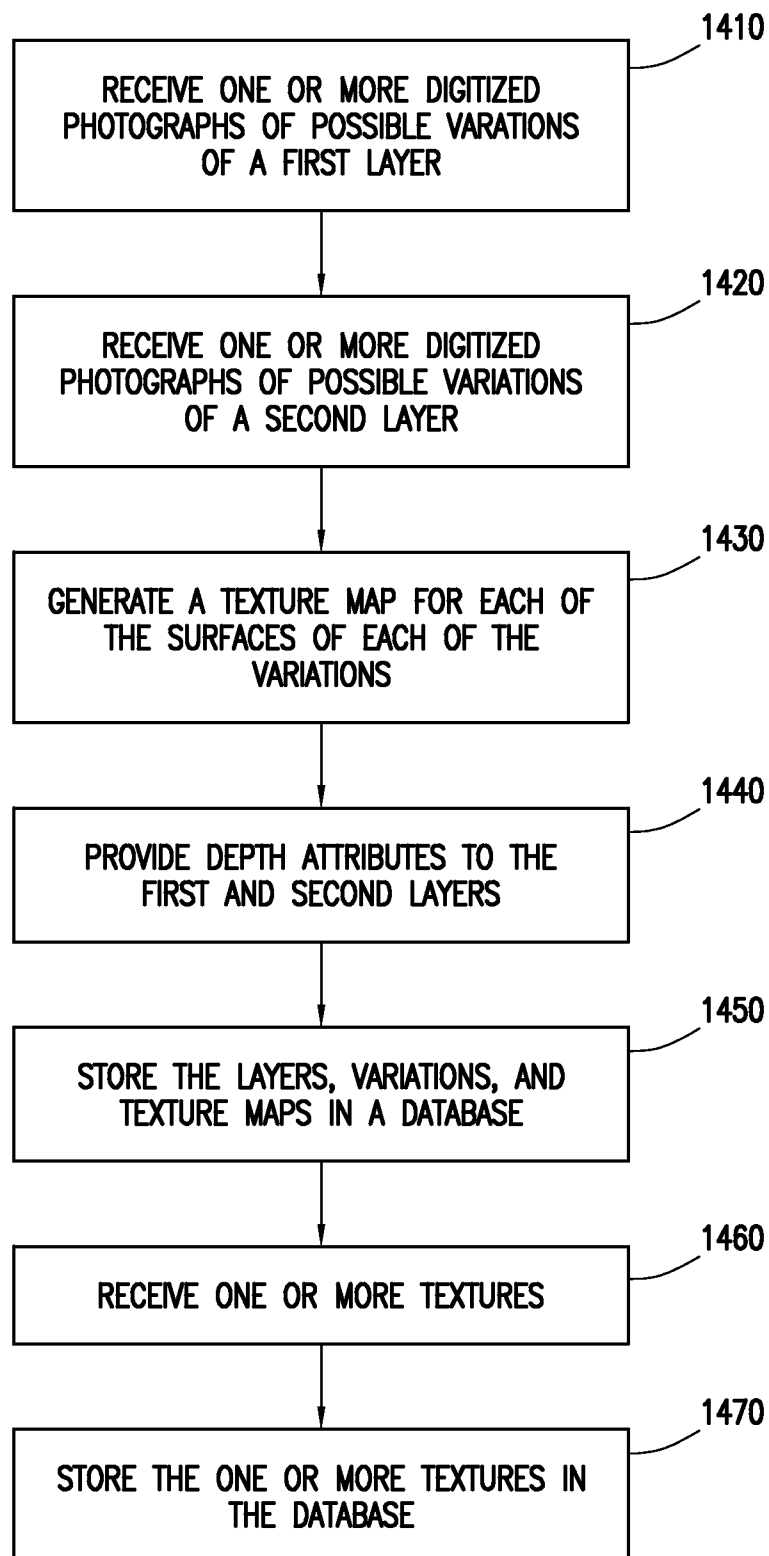 1410
RECEIVE ONE OR MORE DIGITIZED
PHOTOGRAPHS OF POSSIBLE VARATIONS
OF A FIRST LAYER
1420
RECEIVE ONE OR MORE DIGITIZED
PHOTOGRAPHS OF POSSIBLE VARIATIONS
OF A SECOND LAYER
1430
GENERATE A TEXTURE MAP FOR EACH OF
THE SURFACES OF EACH OF THE
VARIATIONS
1440
PROVIDE DEPTH ATTRIBUTES TO THE
FIRST AND SECOND LAYERS
1450
STORE THE LAYERS, VARIATIONS, AND
TEXTURE MAPS IN A DATABASE
1460
RECEIVE ONE OR MORE TEXTURES
1470
STORE THE ONE OR MORE TEXTURES IN
THE DATABASE